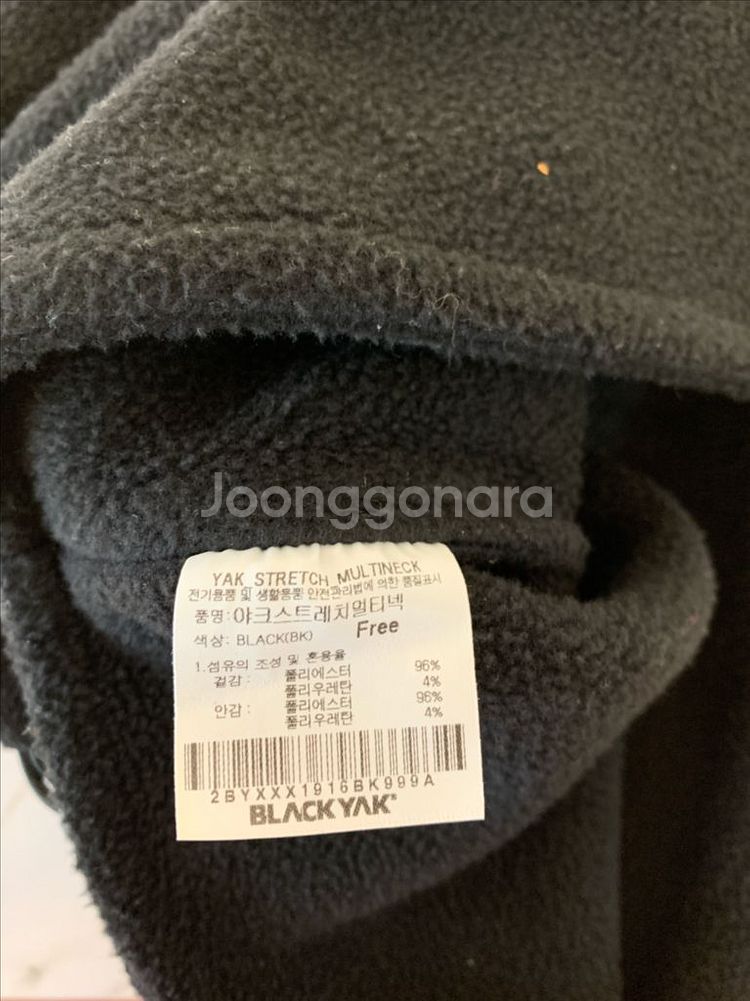 Joonggonara
YAK STRETCH MULTINECK
전기용품 및 생활용품 안전관리법에 의한 품질표시
품명:야크스트레치멀티넥
색상: BLACK(BK) Free
1.섬유의 조성 및 혼용율
겉감: 폴리에스터 96%
폴리우레탄 4%
안감: 폴리에스터 96%
폴리우레탄 4%
2BYXXX1916BK999A
BLACKYAK®